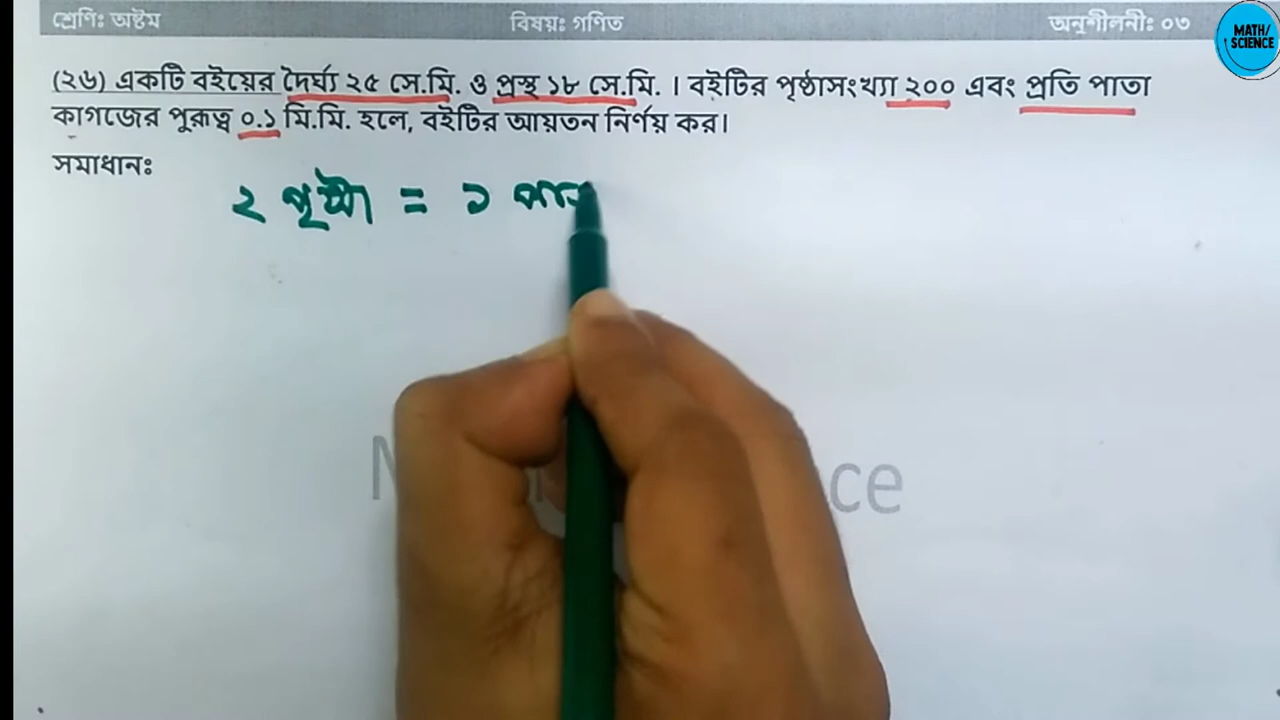 শ্রেণিঃ অষ্টম বিষয়ঃ গণিত অনুশীলনীঃ ০৩
MATH/
SCIENCE
(২৬) একটি বইয়ের দৈর্ঘ্য ২৫ সে.মি. ও প্রস্থ ১৮ সে.মি. । বইটির পৃষ্ঠাসংখ্যা ২০০ এবং প্রতি পাতা
কাগজের পুরূত্ব ০.১ মি.মি. হলে, বইটির আয়তন নির্ণয় কর।
সমাধানঃ
২ পৃষ্ঠা = ১